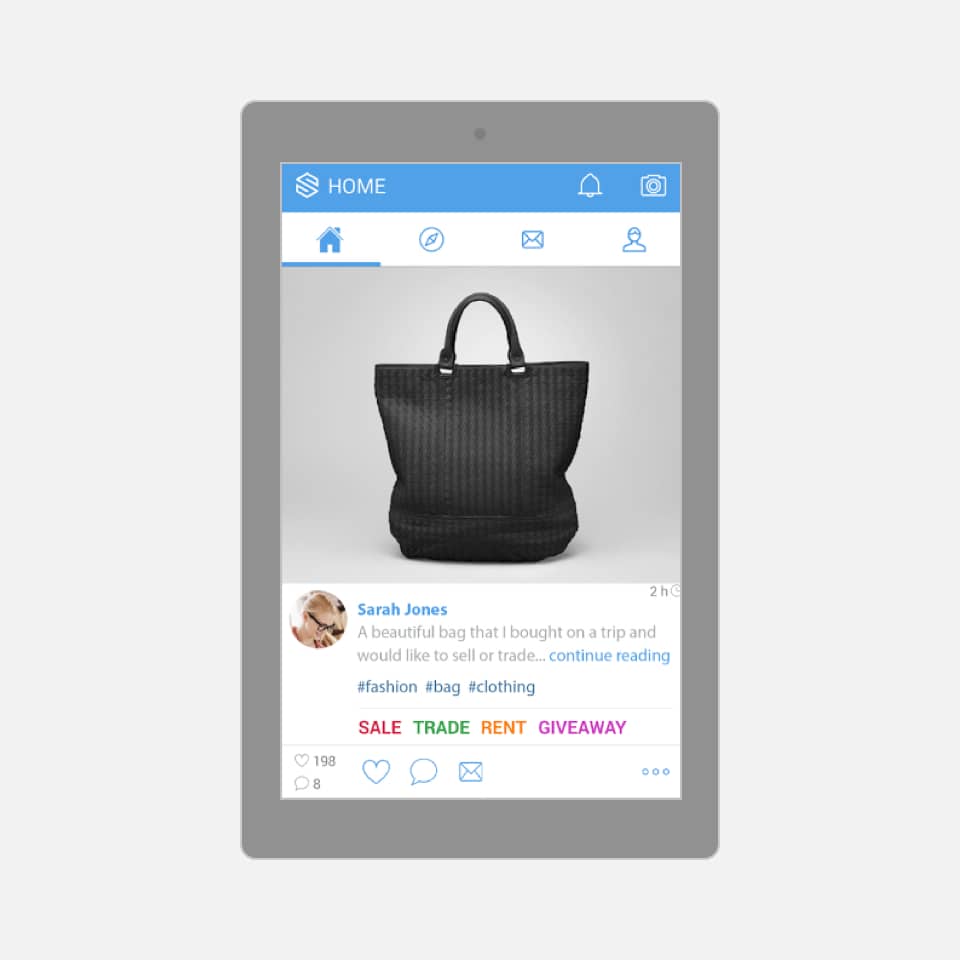 HOME
2 h
Sarah Jones
A beautiful bag that I bought on a trip and
would like to sell or trade... continue reading
#fashion #bag #clothing
SALE TRADE RENT GIVEAWAY
198
8